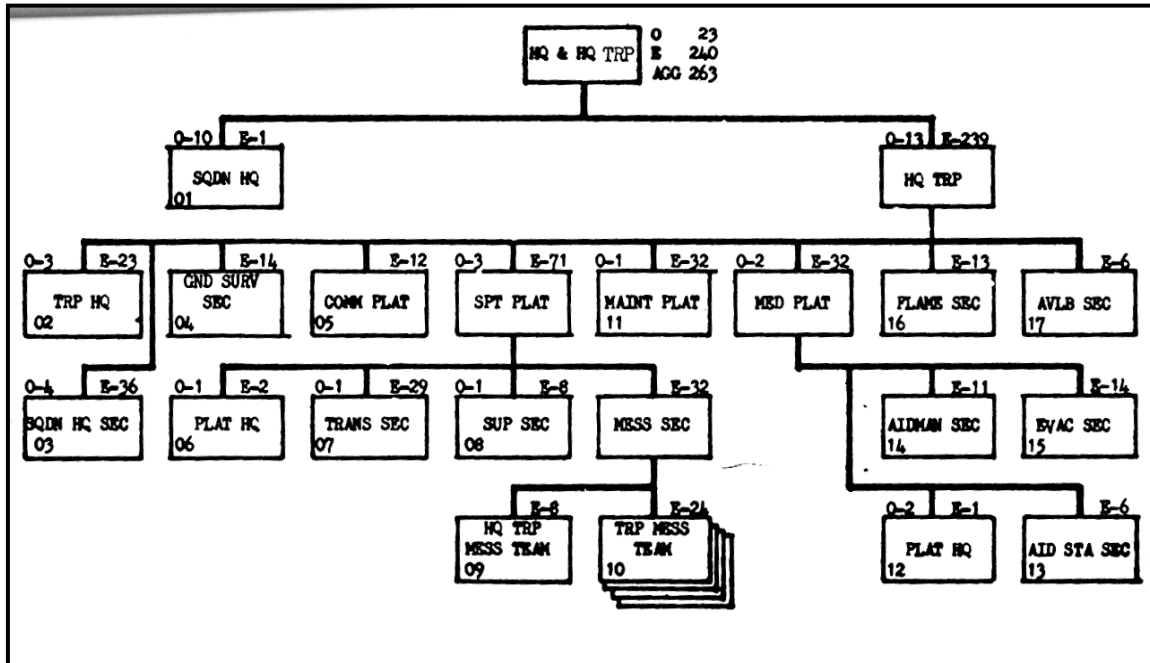 HQ & HQ TRP
O 23
E 240
AGG 263
O-10 E-1
SQDN HQ
01
O-13 E-239
HQ TRP
O-3 E-23
TRP HQ
02
E-14
GND SURV
SEC
04
E-12
COMM PLAT
05
O-3 E-71
SPT PLAT
O-1 E-32
MAINT PLAT
11
O-2 E-32
MED PLAT
E-13
FLAME SEC
16
E-6
AVLB SEC
17
O-4 E-36
SQDN HQ SEC
03
O-1 E-2
PLAT HQ
06
O-1 E-29
TRANS SEC
07
O-1 E-8
SUP SEC
08
E-32
MESS SEC
E-11
AIDMAN SEC
14
E-14
EVAC SEC
15
E-8
HQ TRP
MESS TEAM
09
E-24
TRP MESS
TEAM
10
O-2 E-1
PLAT HQ
12
E-6
AID STA SEC
13